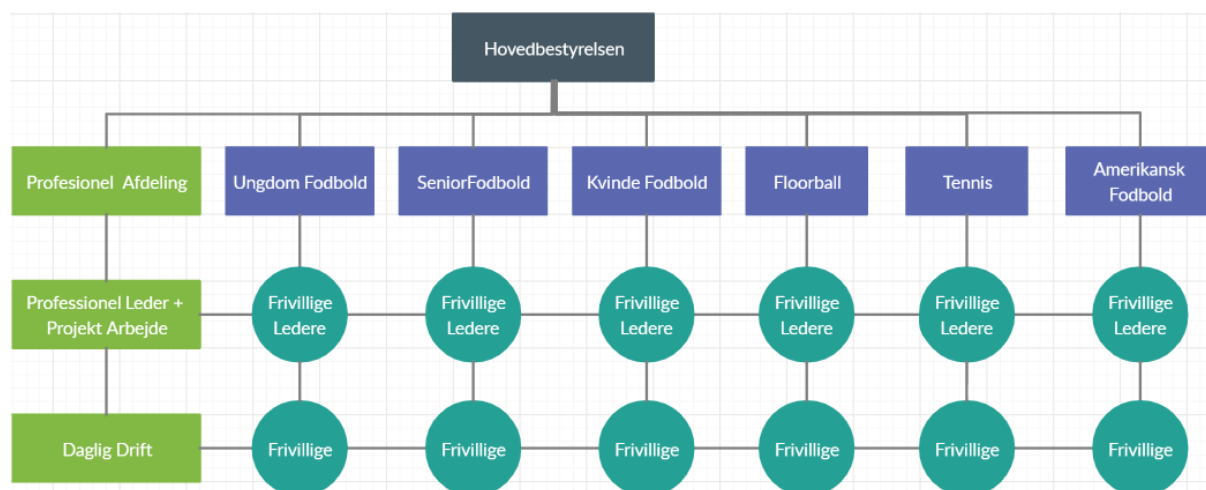 Hovedbestyrelsen
Profesionel Afdeling
Ungdom Fodbold
SeniorFodbold
Kvinde Fodbold
Floorball
Tennis
Amerikansk
Fodbold
Professionel Leder +
Projekt Arbejde
Frivillige
Ledere
Frivillige
Ledere
Frivillige
Ledere
Frivillige
Ledere
Frivillige
Ledere
Frivillige
Ledere
Daglig Drift
Frivillige
Frivillige
Frivillige
Frivillige
Frivillige
Frivillige